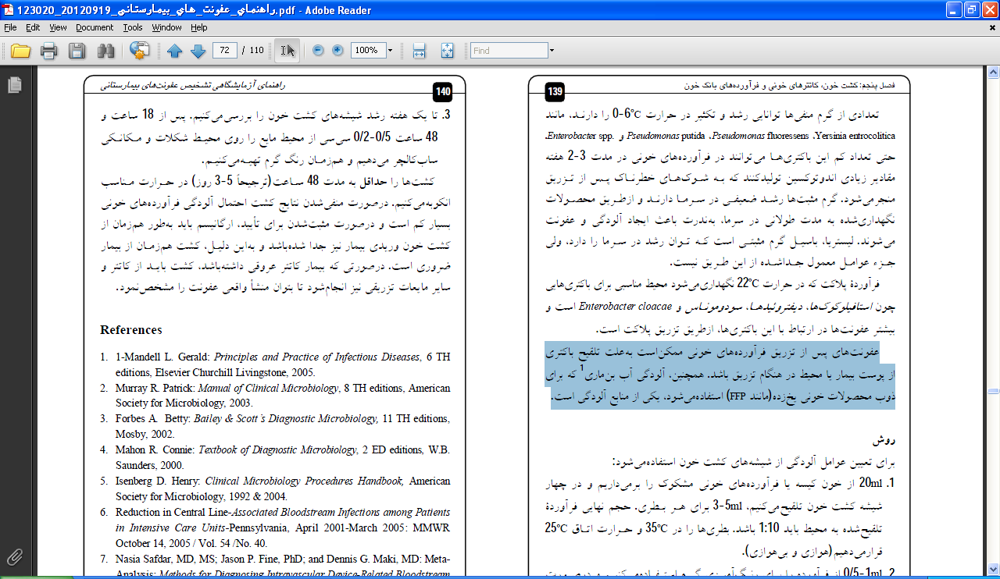 123020_20120919_راهنماي_عفونت_هاي_بيمارستاني.pdf - Adobe Reader
File Edit View Document Tools Window Help
72 / 110 100% Find
فصل پنجم: کشت خون، کاتترهای خونی و فرآورده‌های بانک خون
139
تعدادی از گرم منفی‌ها توانایی رشد و تکثیر در حرارت 0-6°C را دارند، مانند
Yersinia entrocolitica، Pseudomonas fluoressens، Pseudomonas putida و Enterobacter spp.
حتی تعداد کم این باکتری‌ها می‌توانند در فرآورده‌های خونی در مدت 3-2 هفته
مقادیر زیادی اندوتوکسین تولیدکنند که به شوک‌های خطرناک پس از تزریق
منجرمی‌شود. گرم مثبت‌ها رشد ضعیفی در سرما دارند و ازطریق محصولات
نگهداری‌شده به مدت طولانی در سرما، به‌ندرت باعث ایجاد آلودگی و عفونت
می‌شوند. لیستریا، باسیل گرم مثبتی است که توان رشد در سرما را دارد، ولی
جزء عوامل معمول جداشده از این طریق نیست.
فرآوردۀ پلاکت که در حرارت 22°C نگهداری‌می‌شود محیط مناسبی برای باکتری‌هایی
چون استافیلوکوک‌ها، دیفتروئیدها، سودوموناس و Enterobacter cloacae است و
بیشتر عفونت‌ها در ارتباط با این باکتری‌ها، ازطریق تزریق پلاکت است.
عفونت‌های پس از تزریق فرآورده‌های خونی ممکن‌است به‌علت تلقیح باکتری
از پوست بیمار یا محیط در هنگام تزریق باشد. همچنین، آلودگی آب بن‌ماری1 که برای
ذوب محصولات خونی یخ‌زده(مانند FFP) استفاده‌می‌شود، یکی از منابع آلودگی است.
روش
برای تعیین عوامل آلودگی از شیشه‌های کشت خون استفاده‌می‌شود:
1. 20ml از خون کیسه یا فرآورده‌های خونی مشکوک را برمی‌داریم و در چهار
شیشه کشت خون تلقیح‌می‌کنیم، 3-5ml برای هر بطری. حجم نهایی فرآوردۀ
تلقیح‌شده به محیط باید 1:10 باشد. بطری‌ها را در 35°C و حرارت اتاق 25°C
قرارمی‌دهیم(هوازی و بی‌هوازی).
2. 0/5-1ml از فرآورده را برای رنگ‌آمیزی گرم استفاده‌می‌کنیم و درصورت
راهنمای آزمایشگاهی تشخیص عفونت‌های بیمارستانی
140
3. تا یک هفته رشد شیشه‌های کشت خون را بررسی‌می‌کنیم. پس از 18 ساعت و
48 ساعت 0/5-0/2 سی‌سی از محیط مایع را روی محیط شکلات و مکانکی
ساب‌کالچر می‌دهیم و هم‌زمان رنگ گرم تهیه‌می‌کنیم.
کشت‌ها را حداقل به مدت 48 ساعت(ترجیحاً 5-3 روز) در حرارت مناسب
انکوبه‌می‌کنیم. درصورت منفی‌شدن نتایج کشت احتمال آلودگی فرآورده‌های خونی
بسیار کم است و درصورت مثبت‌شدن برای تأیید، ارگانیسم باید به‌طور هم‌زمان از
کشت خون وریدی بیمار نیز جدا شده‌باشد و به‌این دلیل، کشت هم‌زمان از بیمار
ضروری است. درصورتی که بیمار کاتتر عروقی داشته‌باشد، کشت باید از کاتتر و
سایر مایعات تزریقی نیز انجام‌شود تا بتوان منشأ واقعی عفونت را مشخص‌نمود.
References
1. 1-Mandell L. Gerald: Principles and Practice of Infectious Diseases, 6 TH
editions, Elsevier Churchill Livingstone, 2005.
2. Murray R. Patrick: Manual of Clinical Microbiology, 8 TH editions, American
Society for Microbiology, 2003.
3. Forbes A. Betty: Bailey & Scott´s Diagnostic Microbiology, 11 TH editions,
Mosby, 2002.
4. Mahon R. Connie: Textbook of Diagnostic Microbiology, 2 ED editions, W.B.
Saunders, 2000.
5. Isenberg D. Henry: Clinical Microbiology Procedures Handbook, American
Society for Microbiology, 1992 & 2004.
6. Reduction in Central Line-Associated Bloodstream Infections among Patients
in Intensive Care Units-Pennsylvania, April 2001-March 2005: MMWR
October 14, 2005 / Vol. 54 /No. 40.
7. Nasia Safdar, MD, MS; Jason P. Fine, PhD; and Dennis G. Maki, MD: Meta-
Analysis: Methods for Diagnosing Intravascular Device-Related Bloodstream